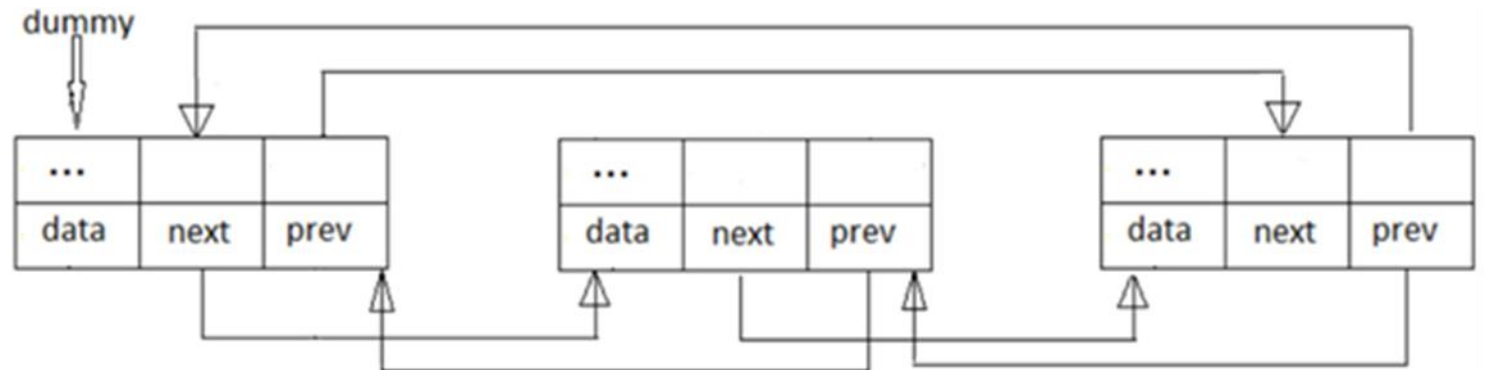 dummy
... ... ...
data next prev data next prev data next prev